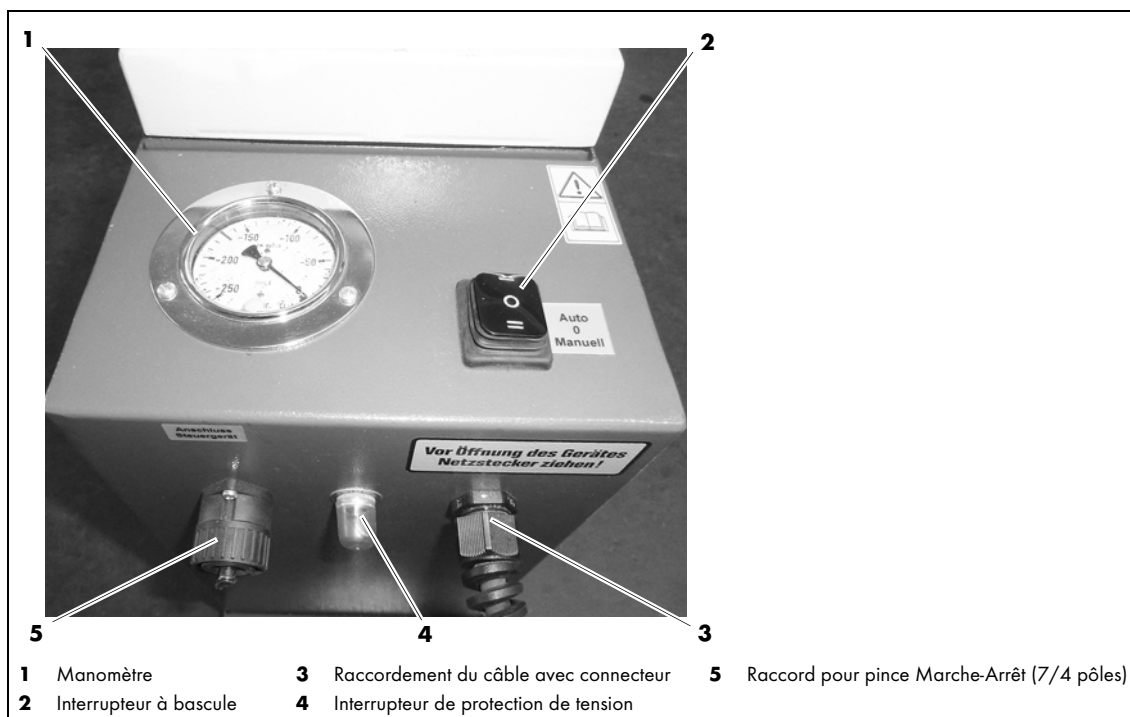 1
2
-150
-100
-200
-50
-250
0
Auto
0
Manuell
Anschluss
Steuergerät
Vor Öffnung des Gerätes
Netzstecker ziehen!
5
4
3
1 Manomètre
2 Interrupteur à bascule
3 Raccordement du câble avec connecteur
4 Interrupteur de protection de tension
5 Raccord pour pince Marche-Arrêt (7/4 pôles)